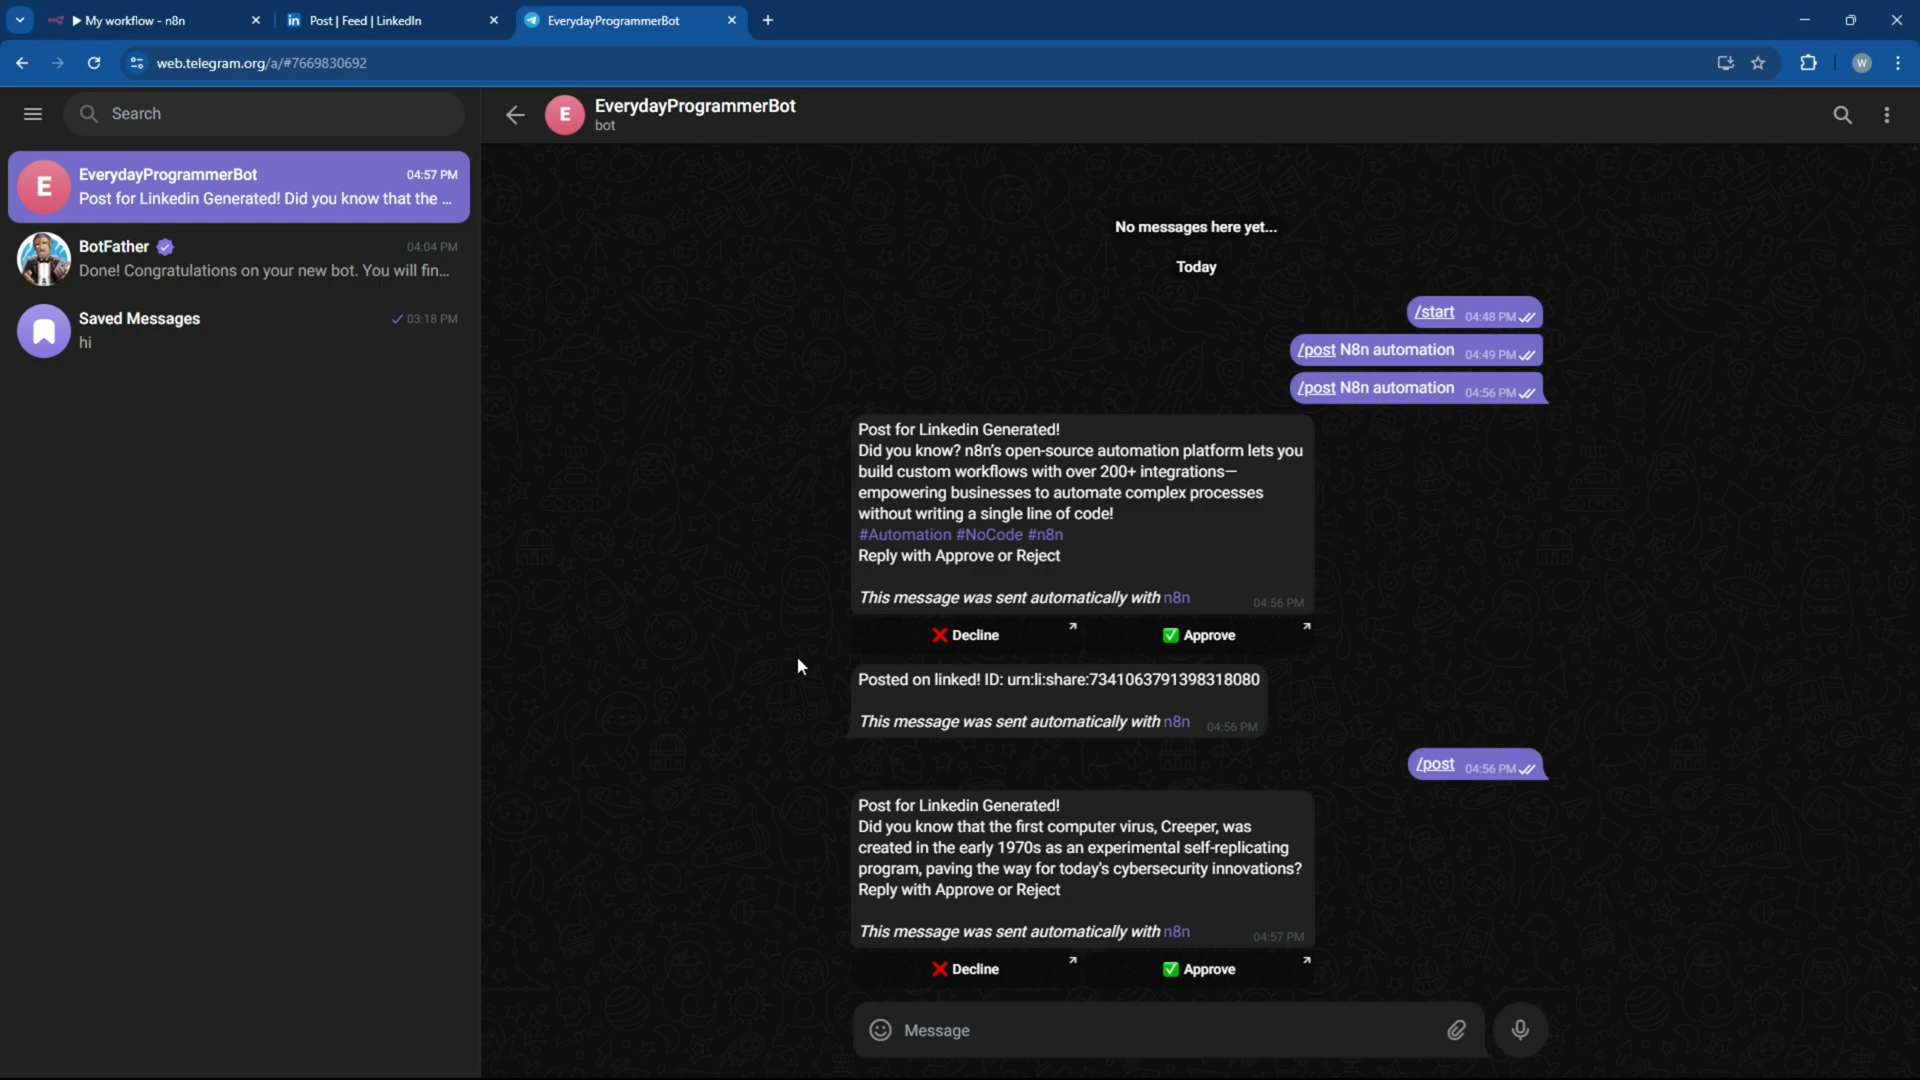 ▶ My workflow - n8n
Post | Feed | LinkedIn
EverydayProgrammerBot
web.telegram.org/a/#7669830692
W
Search
E
EverydayProgrammerBot
bot
E
EverydayProgrammerBot
04:57 PM
Post for Linkedin Generated! Did you know that the ...
BotFather
04:04 PM
Done! Congratulations on your new bot. You will fin...
Saved Messages
03:18 PM
hi
No messages here yet...
Today
/start 04:48 PM
/post N8n automation 04:49 PM
/post N8n automation 04:56 PM
Post for Linkedin Generated!
Did you know? n8n's open-source automation platform lets you
build custom workflows with over 200+ integrations—
empowering businesses to automate complex processes
without writing a single line of code!
#Automation #NoCode #n8n
Reply with Approve or Reject
This message was sent automatically with n8n 04:56 PM
❌ Decline
✅ Approve
Posted on linked! ID: urn:li:share:7341063791398318080
This message was sent automatically with n8n 04:56 PM
/post 04:56 PM
Post for Linkedin Generated!
Did you know that the first computer virus, Creeper, was
created in the early 1970s as an experimental self-replicating
program, paving the way for today's cybersecurity innovations?
Reply with Approve or Reject
This message was sent automatically with n8n 04:57 PM
❌ Decline
✅ Approve
Message